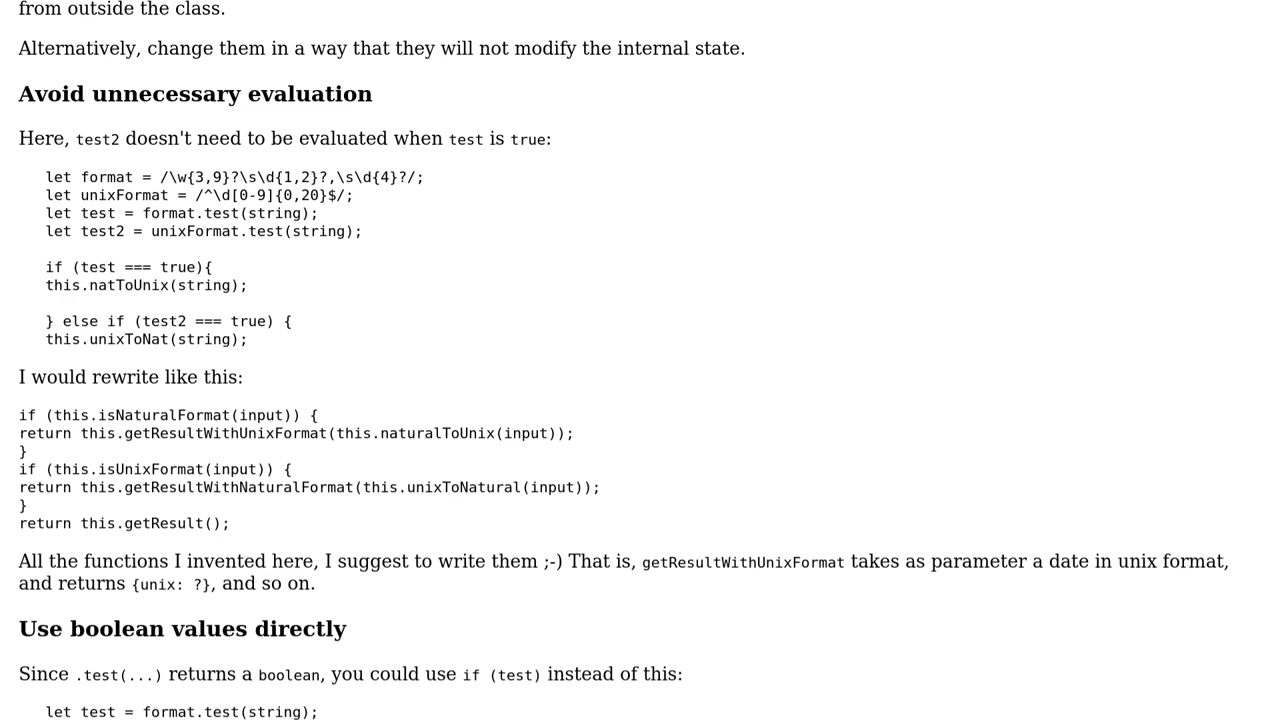 from outside the class.
Alternatively, change them in a way that they will not modify the internal state.
Avoid unnecessary evaluation
Here, test2 doesn't need to be evaluated when test is true:
let format = /\w{3,9}?\s\d{1,2}?,\s\d{4}?/;
let unixFormat = /^\d[0-9]{0,20}$/;
let test = format.test(string);
let test2 = unixFormat.test(string);
if (test === true){
this.natToUnix(string);
} else if (test2 === true) {
this.unixToNat(string);
I would rewrite like this:
if (this.isNaturalFormat(input)) {
return this.getResultWithUnixFormat(this.naturalToUnix(input));
}
if (this.isUnixFormat(input)) {
return this.getResultWithNaturalFormat(this.unixToNatural(input));
}
return this.getResult();
All the functions I invented here, I suggest to write them ;-) That is, getResultWithUnixFormat takes as parameter a date in unix format,
and returns {unix: ?}, and so on.
Use boolean values directly
Since .test(...) returns a boolean, you could use if (test) instead of this:
let test = format.test(string);